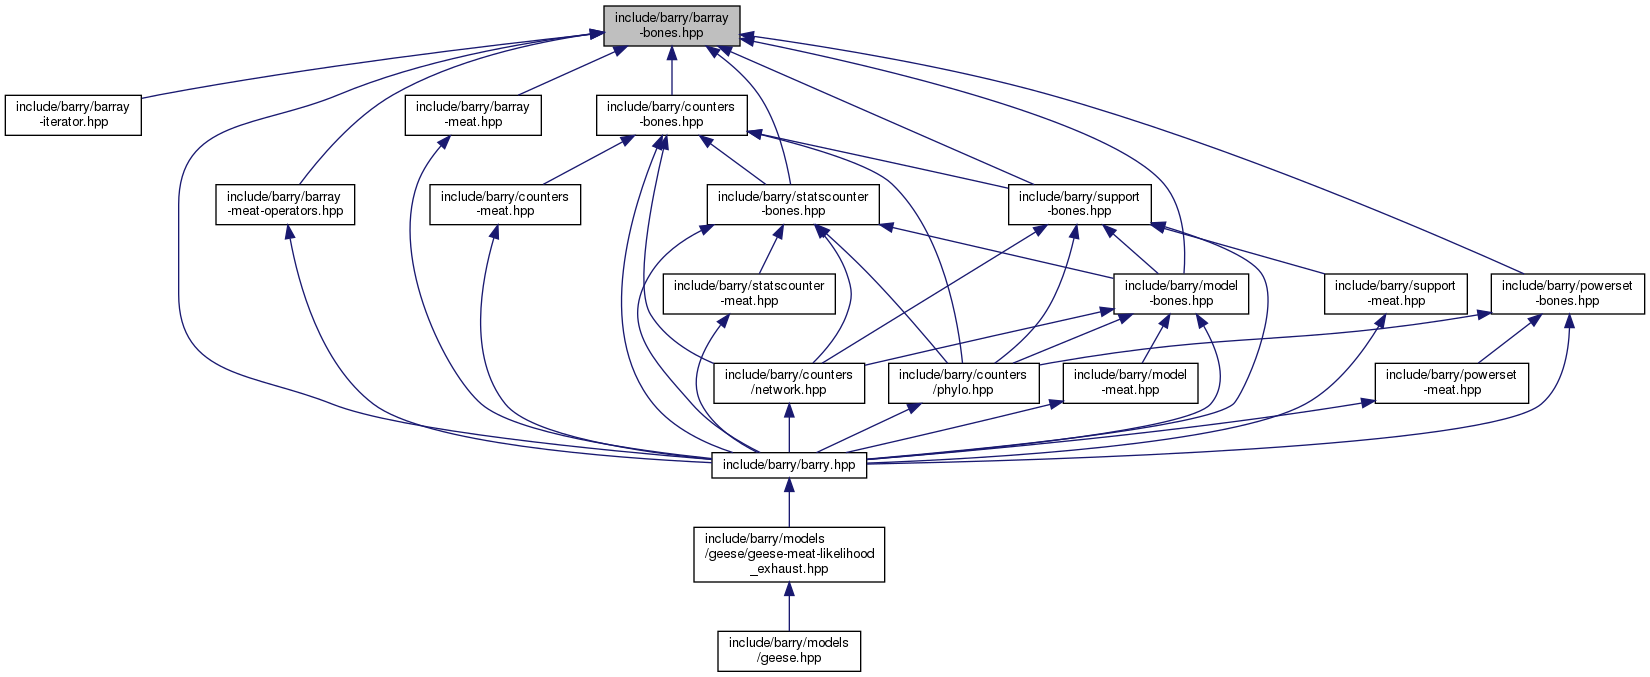 include/barry/barray
-bones.hpp
include/barry/barray
-iterator.hpp
include/barry/barray
-meat.hpp
include/barry/counters
-bones.hpp
include/barry/barray
-meat-operators.hpp
include/barry/counters
-meat.hpp
include/barry/statscounter
-bones.hpp
include/barry/support
-bones.hpp
include/barry/statscounter
-meat.hpp
include/barry/model
-bones.hpp
include/barry/support
-meat.hpp
include/barry/powerset
-bones.hpp
include/barry/counters
/network.hpp
include/barry/counters
/phylo.hpp
include/barry/model
-meat.hpp
include/barry/powerset
-meat.hpp
include/barry/barry.hpp
include/barry/models
/geese/geese-meat-likelihood
_exhaust.hpp
include/barry/models
/geese.hpp